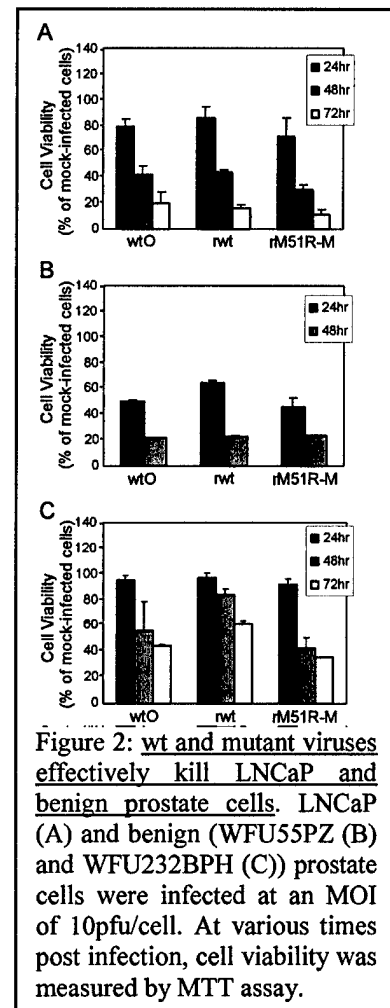 A
Cell Viability
(% of mock-infected cells)
140
120
100
80
60
40
20
0
24hr
48hr
72hr
wtO
rwt
rM51R-M
B
Cell Viability
(% of mock-infected cells)
140
120
100
80
60
40
20
0
24hr
48hr
wtO
rwt
rM51R-M
C
Cell Viability
(% of mock-infected cells)
140
120
100
80
60
40
20
0
24hr
48hr
72hr
wtO
rwt
rM51R-M
Figure 2: wt and mutant viruses
effectively kill LNCaP and
benign prostate cells. LNCaP
(A) and benign (WFU55PZ (B)
and WFU232BPH (C)) prostate
cells were infected at an MOI
of 10pfu/cell. At various times
post infection, cell viability was
measured by MTT assay.